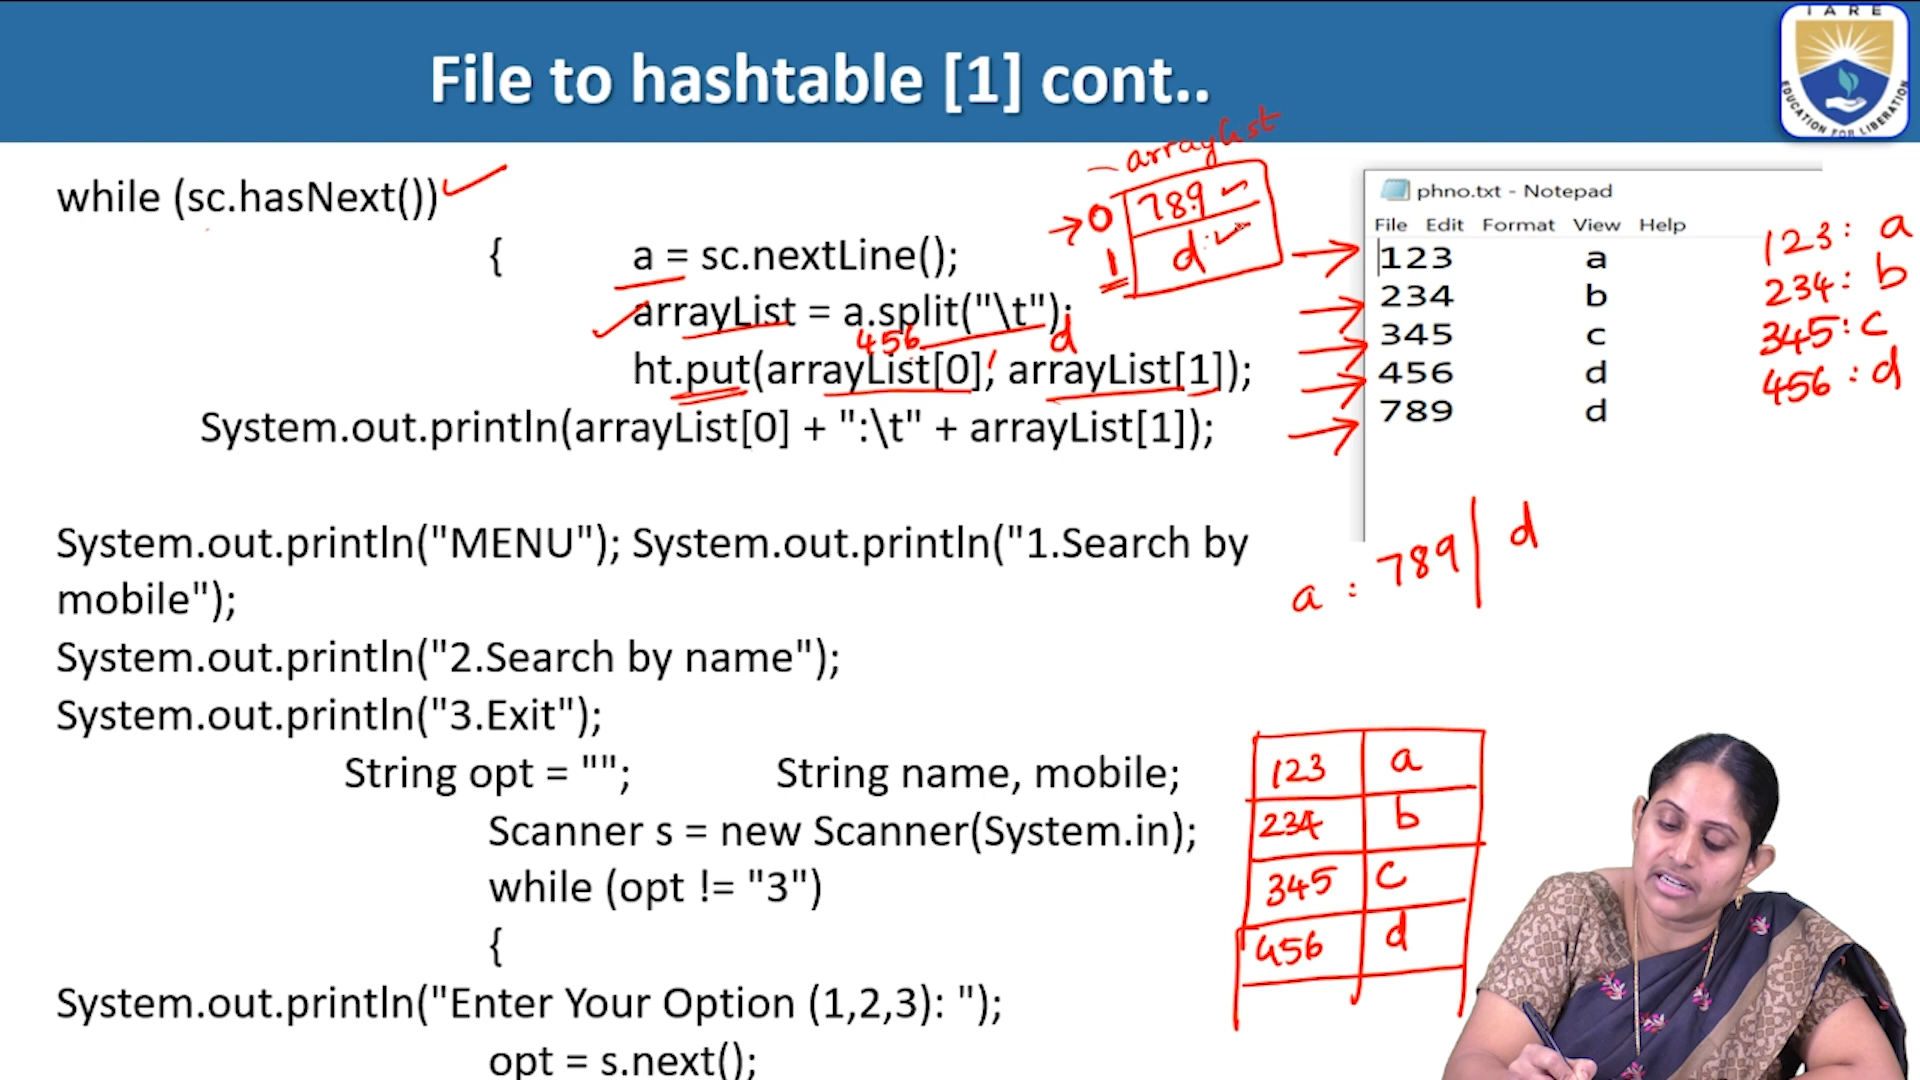 IARE
EDUCATION FOR LIBERATION
File to hashtable [1] cont..
while (sc.hasNext())
{ a = sc.nextLine();
arrayList = a.split("\t");
456 d
ht.put(arrayList[0], arrayList[1]);
System.out.println(arrayList[0] + ":\t" + arrayList[1]);
System.out.println("MENU"); System.out.println("1.Search by
mobile");
System.out.println("2.Search by name");
System.out.println("3.Exit");
String opt = ""; String name, mobile;
Scanner s = new Scanner(System.in);
while (opt != "3")
{
System.out.println("Enter Your Option (1,2,3): ");
opt = s.next();
arraylist
0 789
1 d
phno.txt - Notepad
File Edit Format View Help
123 a
234 b
345 c
456 d
789 d
123: a
234: b
345: c
456: d
a : 789 d
123 a
234 b
345 c
456 d